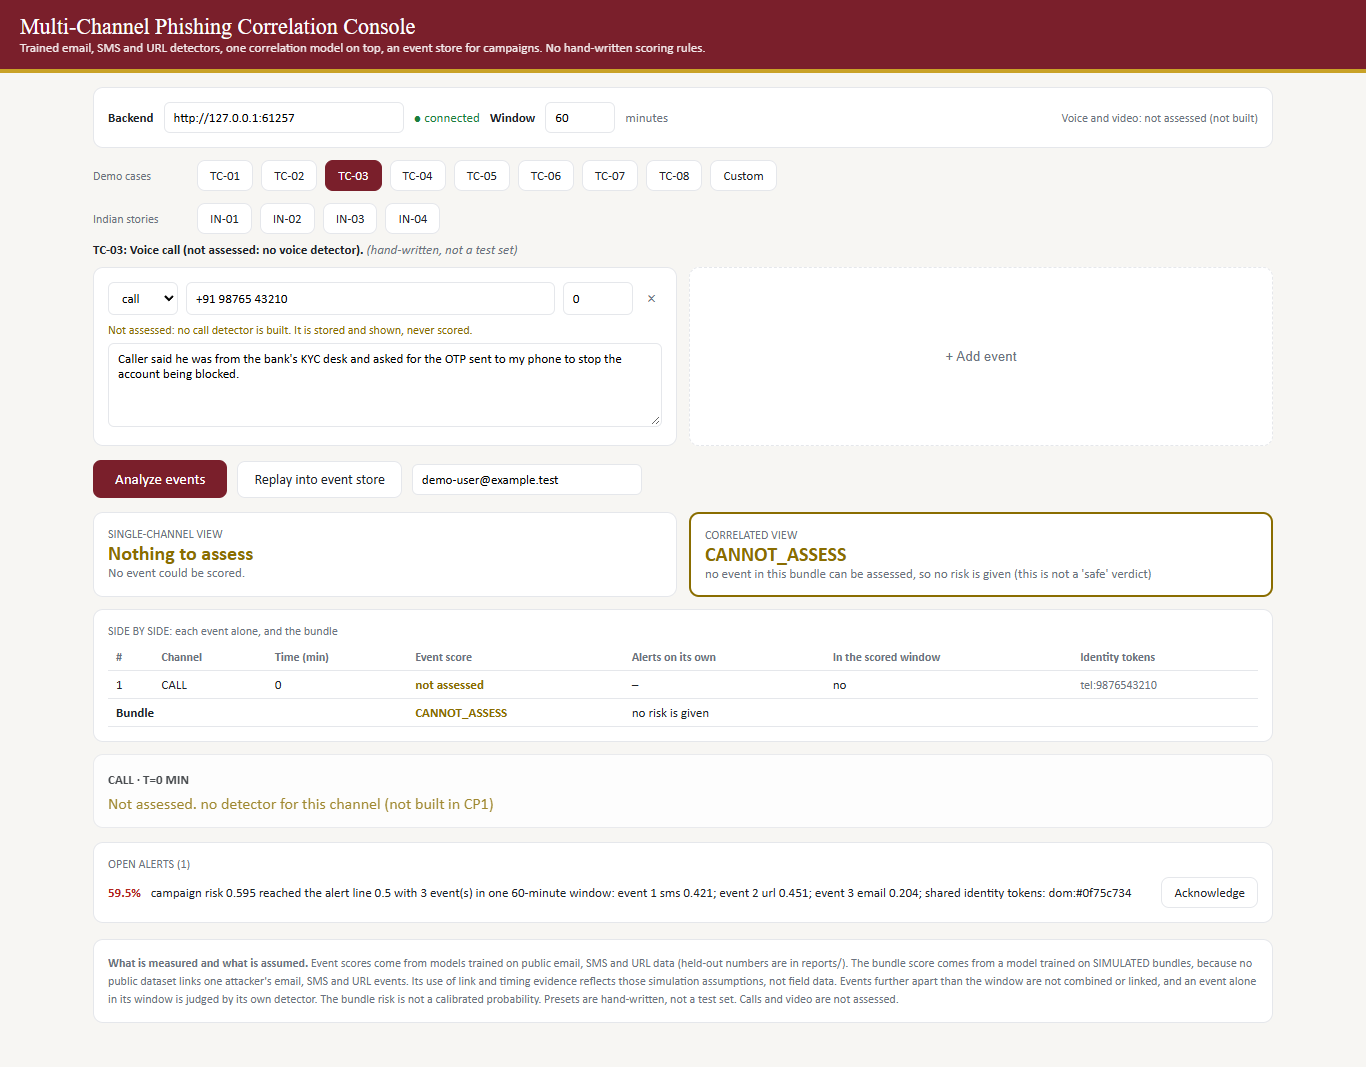 Multi-Channel Phishing Correlation Console
Trained email, SMS and URL detectors, one correlation model on top, an event store for campaigns. No hand-written scoring rules.
Backend http://127.0.0.1:61257 ● connected Window 60 minutes Voice and video: not assessed (not built)
Demo cases TC-01 TC-02 TC-03 TC-04 TC-05 TC-06 TC-07 TC-08 Custom
Indian stories IN-01 IN-02 IN-03 IN-04
TC-03: Voice call (not assessed: no voice detector). (hand-written, not a test set)
call +91 98765 43210 0 ×
Not assessed: no call detector is built. It is stored and shown, never scored.
Caller said he was from the bank's KYC desk and asked for the OTP sent to my phone to stop the
account being blocked.
+ Add event
Analyze events Replay into event store demo-user@example.test
SINGLE-CHANNEL VIEW
Nothing to assess
No event could be scored.
CORRELATED VIEW
CANNOT_ASSESS
no event in this bundle can be assessed, so no risk is given (this is not a 'safe' verdict)
SIDE BY SIDE: each event alone, and the bundle
# Channel Time (min) Event score Alerts on its own In the scored window Identity tokens
1 CALL 0 not assessed – no tel:9876543210
Bundle CANNOT_ASSESS no risk is given
CALL · T=0 MIN
Not assessed. no detector for this channel (not built in CP1)
OPEN ALERTS (1)
59.5% campaign risk 0.595 reached the alert line 0.5 with 3 event(s) in one 60-minute window: event 1 sms 0.421; event 2 url 0.451; event 3 email 0.204; shared identity tokens: dom:#0f75c734 Acknowledge
What is measured and what is assumed. Event scores come from models trained on public email, SMS and URL data (held-out numbers are in reports/). The bundle score comes from a model trained on SIMULATED bundles, because no
public dataset links one attacker's email, SMS and URL events. Its use of link and timing evidence reflects those simulation assumptions, not field data. Events further apart than the window are not combined or linked, and an event alone
in its window is judged by its own detector. The bundle risk is not a calibrated probability. Presets are hand-written, not a test set. Calls and video are not assessed.